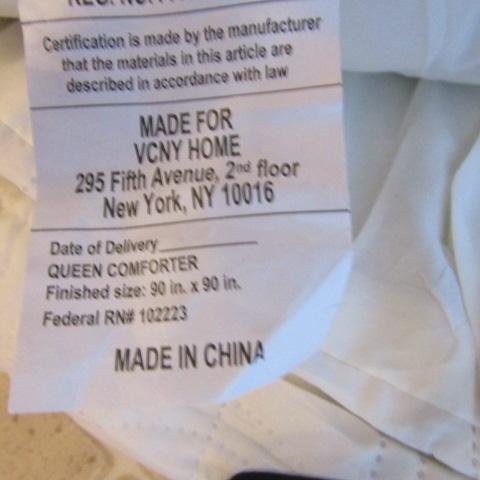 Certification is made by the manufacturer
that the materials in this article are
described in accordance with law
MADE FOR
VCNY HOME
295 Fifth Avenue, 2nd floor
New York, NY 10016
Date of Delivery
QUEEN COMFORTER
Finished size: 90 in. x 90 in.
Federal RN# 102223
MADE IN CHINA